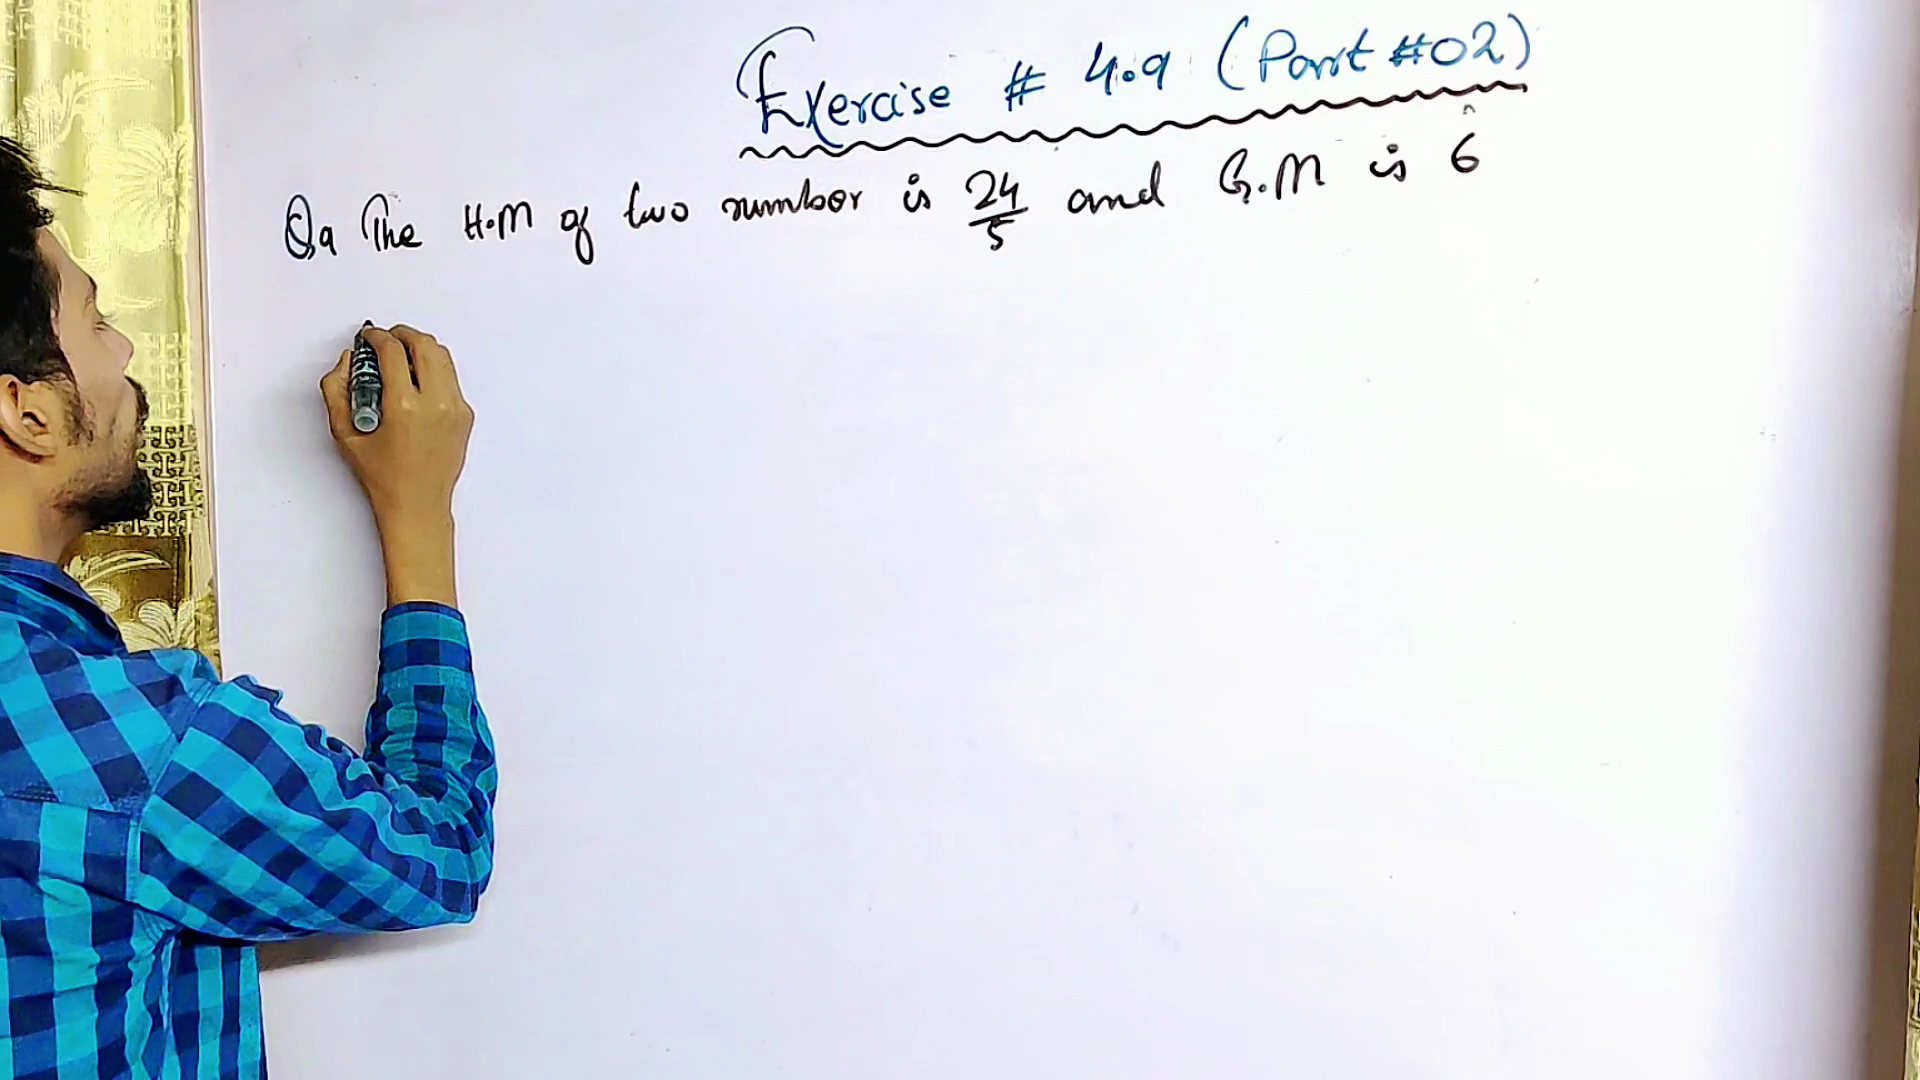 Exercise # 4.9 (Part #02)
Q9 The H.M of two number is 24/5 and G.M is 6